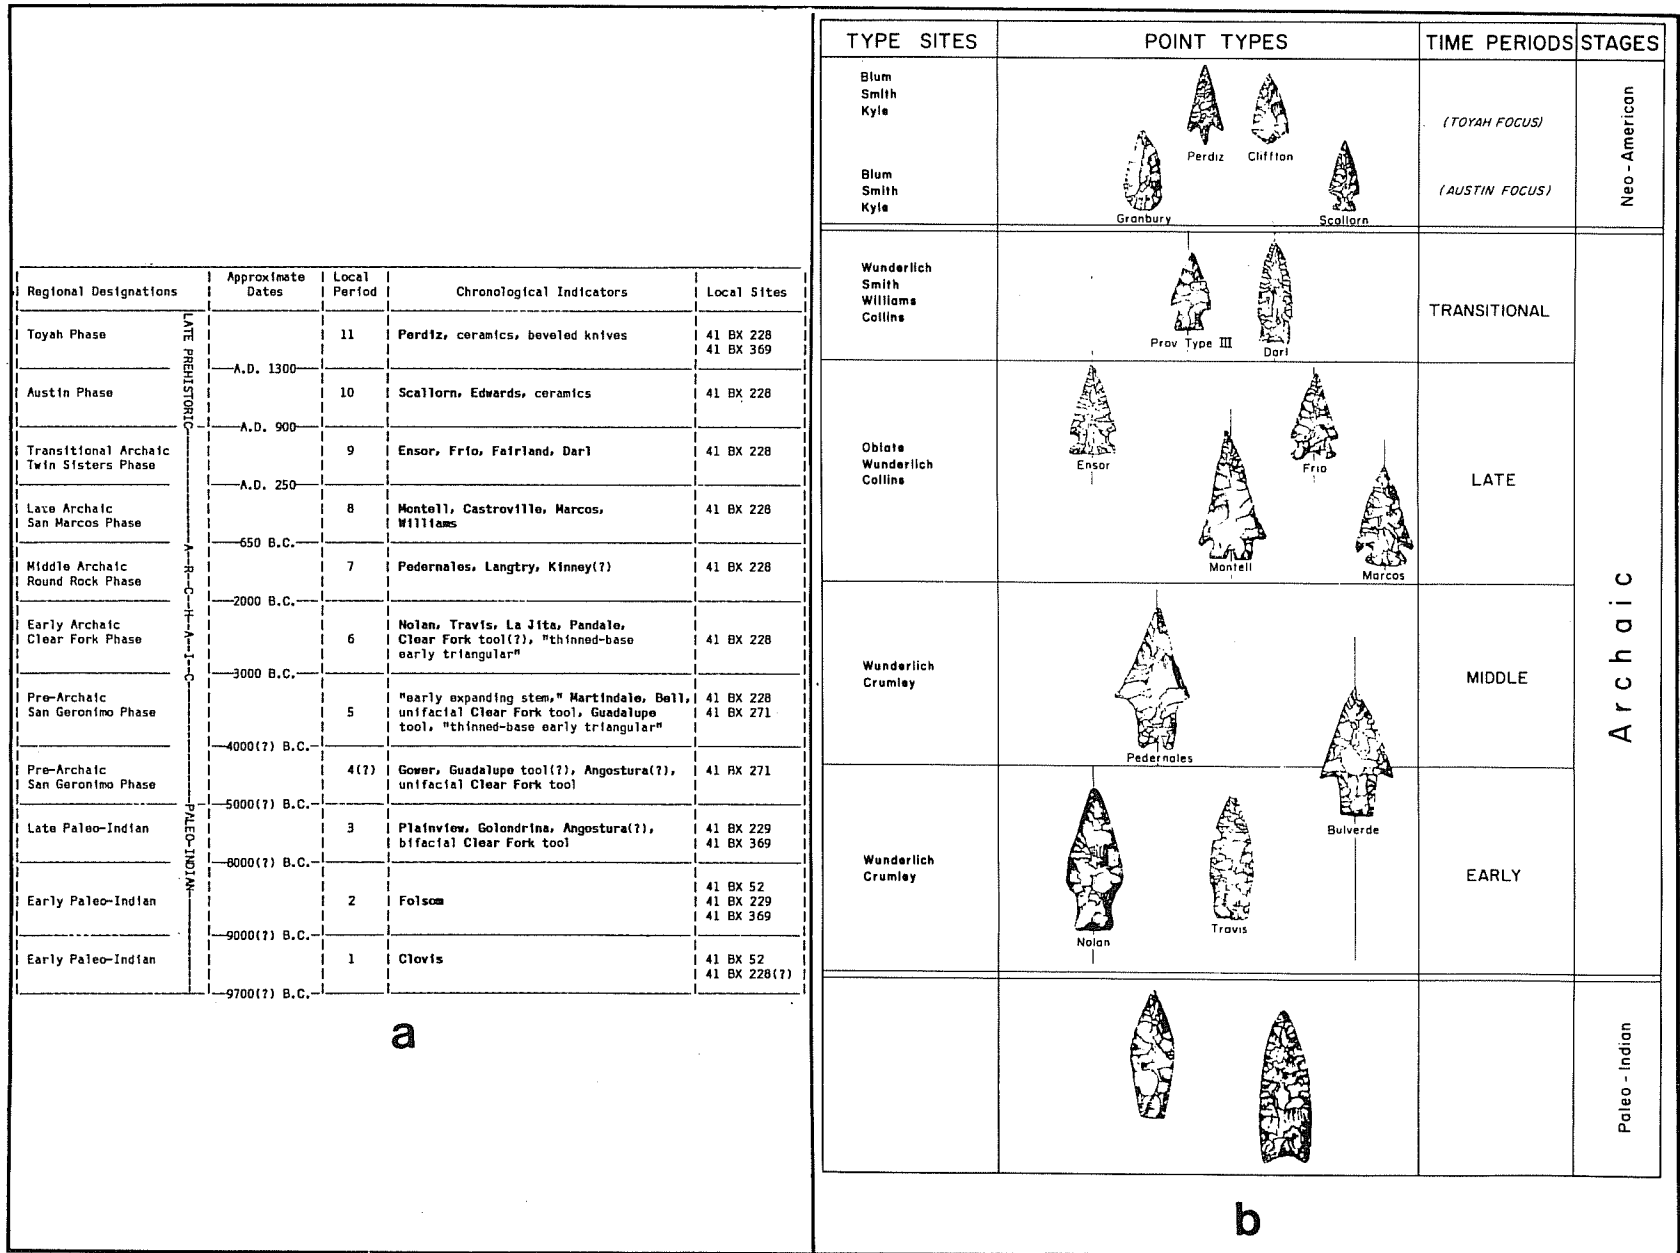 Regional Designations
Approximate Dates
Local Period
Chronological Indicators
Local Sites
LATE PREHISTORIC
A-R-C-H-A-I-C
PALEO-INDIAN
Toyah Phase
11
Perdiz, ceramics, beveled knives
41 BX 228
41 BX 369
A.D. 1300
Austin Phase
10
Scallorn, Edwards, ceramics
41 BX 228
A.D. 900
Transitional Archaic
Twin Sisters Phase
9
Ensor, Frio, Fairland, Darl
41 BX 228
A.D. 250
Late Archaic
San Marcos Phase
8
Montell, Castroville, Marcos,
Williams
41 BX 228
650 B.C.
Middle Archaic
Round Rock Phase
7
Pedernales, Langtry, Kinney(?)
41 BX 228
2000 B.C.
Early Archaic
Clear Fork Phase
6
Nolan, Travis, La Jita, Pandale,
Clear Fork tool(?), "thinned-base
early triangular"
41 BX 228
3000 B.C.
Pre-Archaic
San Geronimo Phase
5
"early expanding stem," Martindale, Bell,
unifacial Clear Fork tool, Guadalupe
tool, "thinned-base early triangular"
41 BX 228
41 BX 271
4000(?) B.C.
Pre-Archaic
San Geronimo Phase
4(?)
Gower, Guadalupe tool(?), Angostura(?),
unifacial Clear Fork tool
41 BX 271
5000(?) B.C.
Late Paleo-Indian
3
Plainview, Golondrina, Angostura(?),
bifacial Clear Fork tool
41 BX 229
41 BX 369
8000(?) B.C.
Early Paleo-Indian
2
Folsom
41 BX 52
41 BX 229
41 BX 369
9000(?) B.C.
Early Paleo-Indian
1
Clovis
41 BX 52
41 BX 228(?)
9700(?) B.C.
a
TYPE SITES
POINT TYPES
TIME PERIODS
STAGES
Blum
Smith
Kyle
Perdiz
Cliffton
(TOYAH FOCUS)
Neo-American
Blum
Smith
Kyle
Granbury
Scallorn
(AUSTIN FOCUS)
Wunderlich
Smith
Williams
Collins
Prov Type III
Darl
TRANSITIONAL
Archaic
Oblate
Wunderlich
Collins
Ensor
Frio
Montell
Marcos
LATE
Wunderlich
Crumley
Pedernales
MIDDLE
Bulverde
Wunderlich
Crumley
Nolan
Travis
EARLY
Paleo-Indian
b